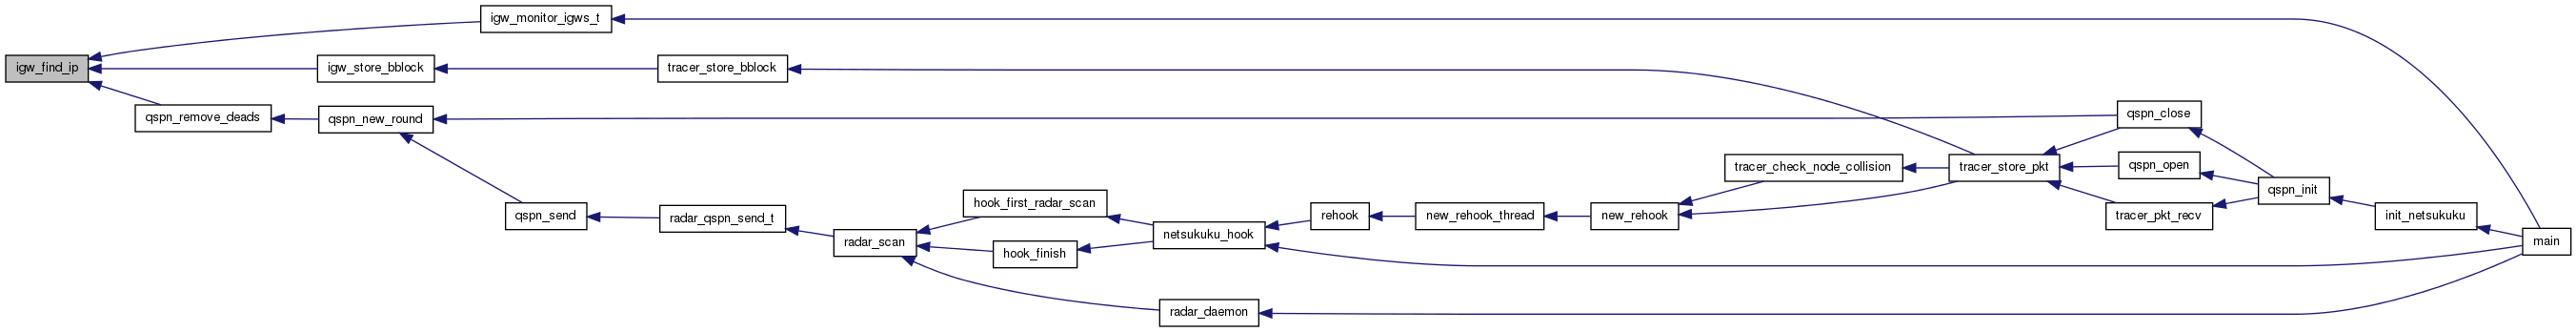 igw_find_ip
igw_monitor_igws_t
igw_store_bblock
tracer_store_bblock
qspn_remove_deads
qspn_new_round
qspn_send
radar_qspn_send_t
radar_scan
hook_first_radar_scan
hook_finish
netsukuku_hook
rehook
new_rehook_thread
new_rehook
tracer_check_node_collision
tracer_store_pkt
qspn_close
qspn_open
tracer_pkt_recv
qspn_init
init_netsukuku
main
radar_daemon